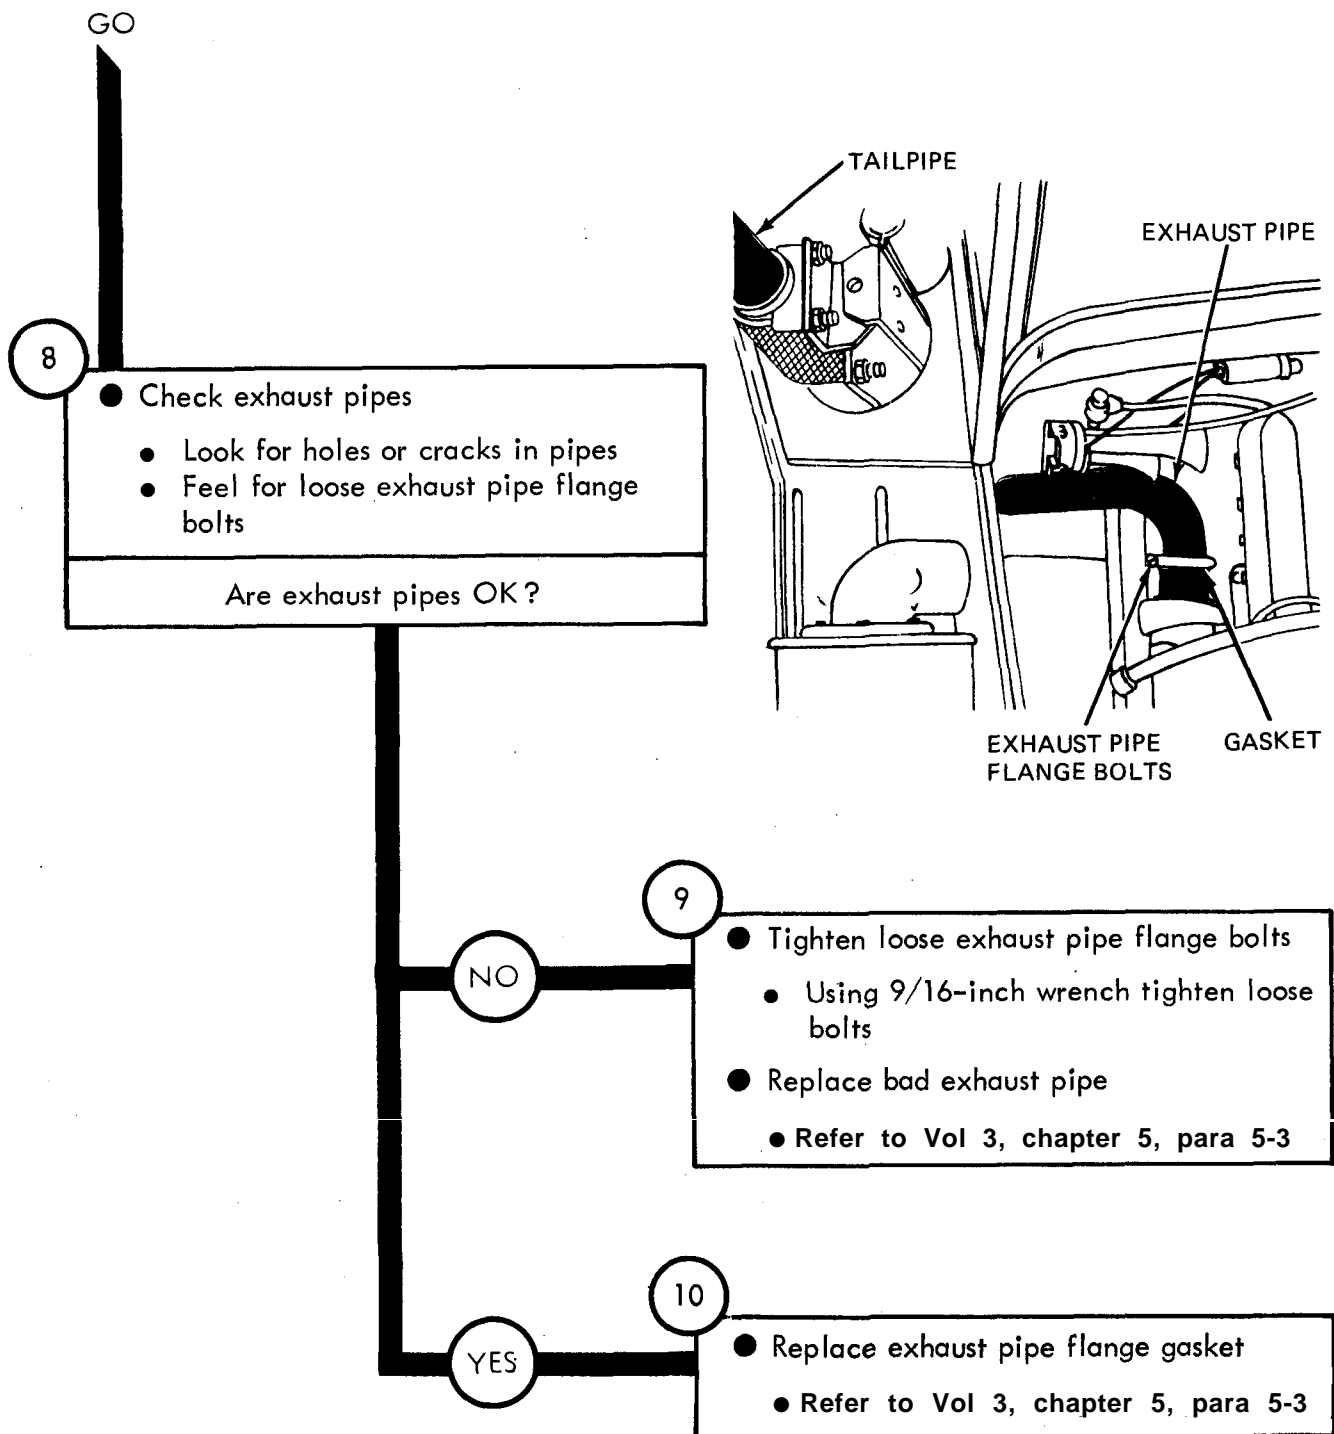 GO
TAILPIPE
EXHAUST PIPE
8
● Check exhaust pipes
● Look for holes or cracks in pipes
● Feel for loose exhaust pipe flange
bolts
Are exhaust pipes OK?
EXHAUST PIPE
FLANGE BOLTS
GASKET
9
● Tighten loose exhaust pipe flange bolts
● Using 9/16-inch wrench tighten loose
bolts
● Replace bad exhaust pipe
● Refer to Vol 3, chapter 5, para 5-3
NO
10
● Replace exhaust pipe flange gasket
● Refer to Vol 3, chapter 5, para 5-3
YES